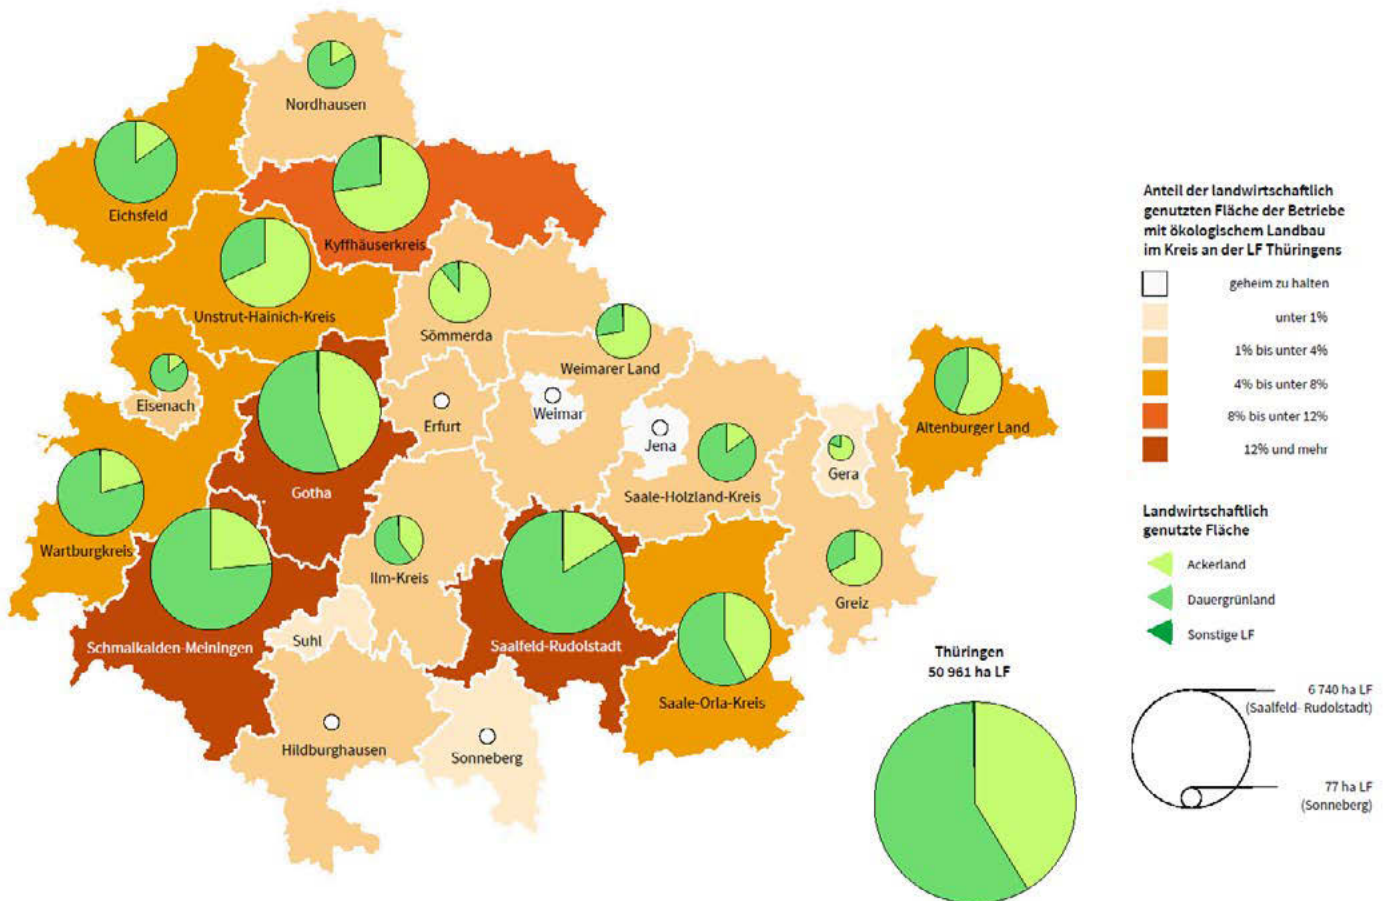 Nordhausen
Eichsfeld
Kyffhäuserkreis
Unstrut-Hainich-Kreis
Sömmerda
Weimarer Land
Eisenach
Erfurt
Weimar
Jena
Altenburger Land
Gera
Gotha
Saale-Holzland-Kreis
Wartburgkreis
Ilm-Kreis
Greiz
Suhl
Schmalkalden-Meiningen
Saalfeld-Rudolstadt
Saale-Orla-Kreis
Hildburghausen
Sonneberg
Thüringen
50 961 ha LF
Anteil der landwirtschaftlich
genutzten Fläche der Betriebe
mit ökologischem Landbau
im Kreis an der LF Thüringens
geheim zu halten
unter 1%
1% bis unter 4%
4% bis unter 8%
8% bis unter 12%
12% und mehr
Landwirtschaftlich
genutzte Fläche
Ackerland
Dauergrünland
Sonstige LF
6 740 ha LF
(Saalfeld- Rudolstadt)
77 ha LF
(Sonneberg)